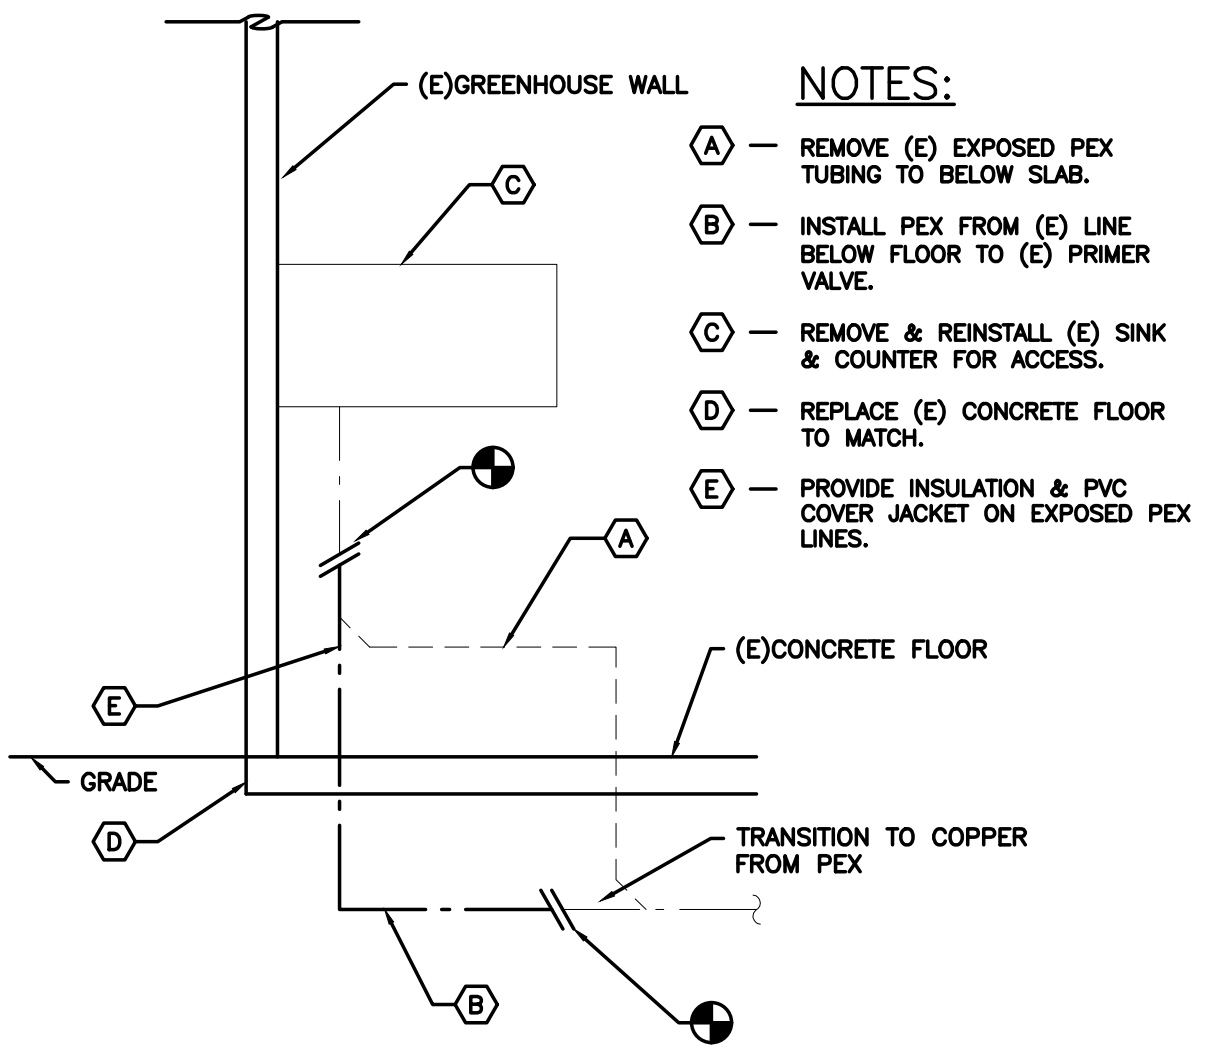 (E)GREENHOUSE WALL
NOTES:
A — REMOVE (E) EXPOSED PEX
TUBING TO BELOW SLAB.
C
B — INSTALL PEX FROM (E) LINE
BELOW FLOOR TO (E) PRIMER
VALVE.
C — REMOVE & REINSTALL (E) SINK
& COUNTER FOR ACCESS.
D — REPLACE (E) CONCRETE FLOOR
TO MATCH.
E — PROVIDE INSULATION & PVC
COVER JACKET ON EXPOSED PEX
LINES.
A
(E)CONCRETE FLOOR
E
GRADE
D
TRANSITION TO COPPER
FROM PEX
B